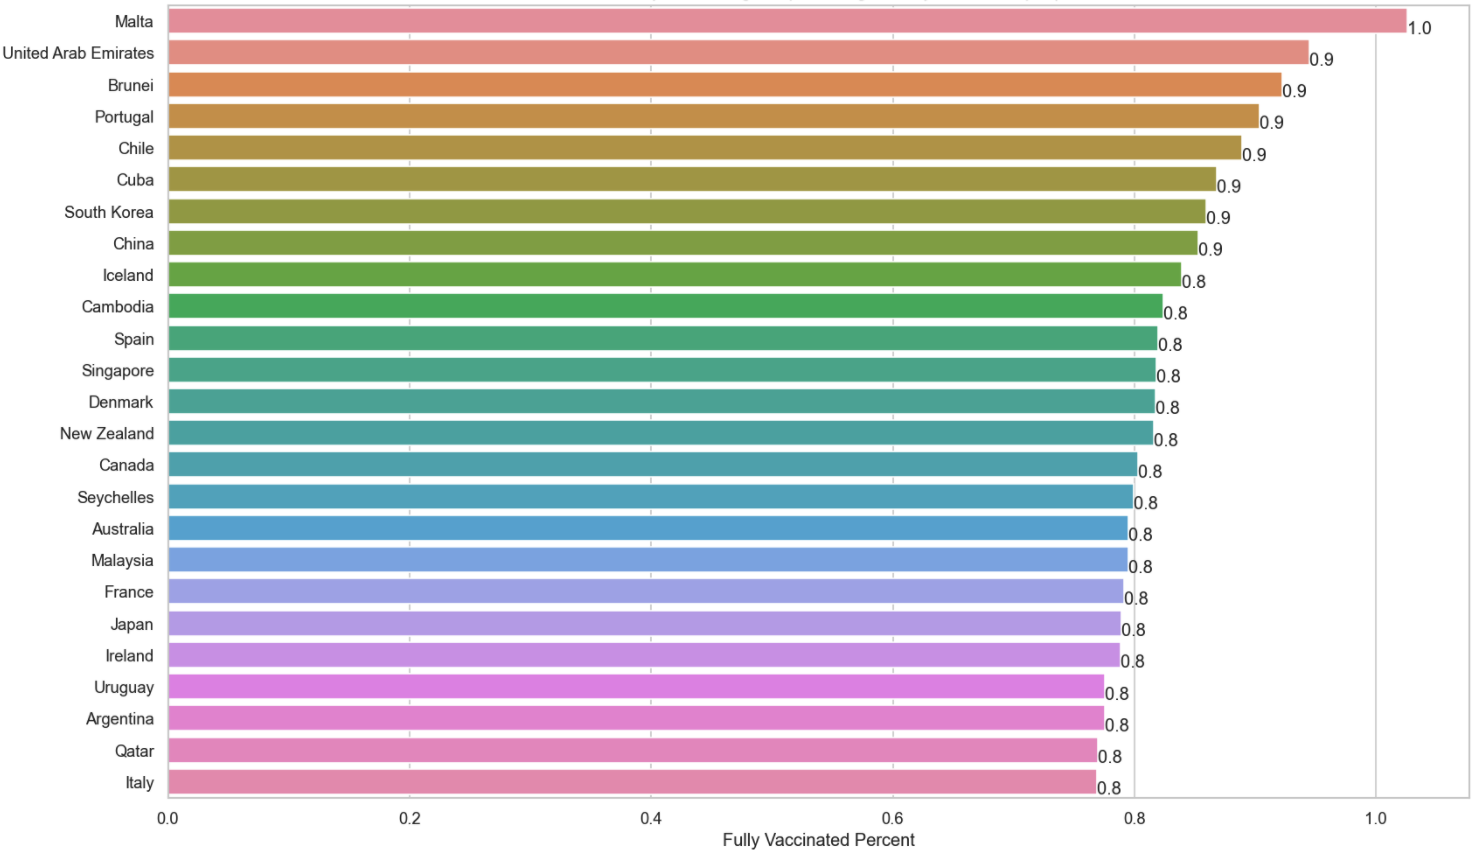 Malta 1.0
United Arab Emirates 0.9
Brunei 0.9
Portugal 0.9
Chile 0.9
Cuba 0.9
South Korea 0.9
China 0.9
Iceland 0.8
Cambodia 0.8
Spain 0.8
Singapore 0.8
Denmark 0.8
New Zealand 0.8
Canada 0.8
Seychelles 0.8
Australia 0.8
Malaysia 0.8
France 0.8
Japan 0.8
Ireland 0.8
Uruguay 0.8
Argentina 0.8
Qatar 0.8
Italy 0.8
0.0 0.2 0.4 0.6 0.8 1.0
Fully Vaccinated Percent